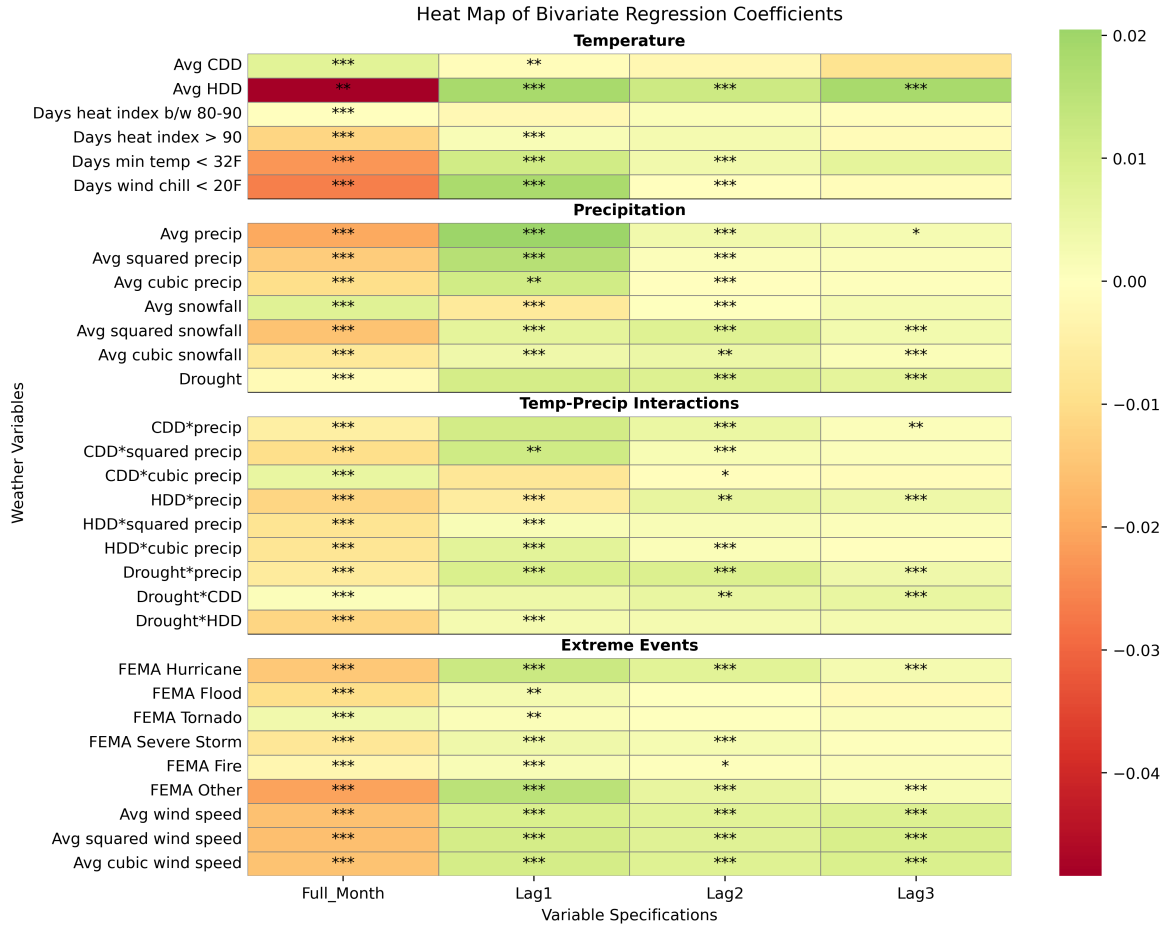 Heat Map of Bivariate Regression Coefficients
Temperature
Avg CDD *** **
Avg HDD ** *** *** ***
Days heat index b/w 80-90 ***
Days heat index > 90 *** ***
Days min temp < 32F *** *** ***
Days wind chill < 20F *** *** ***
Precipitation
Avg precip *** *** *** *
Avg squared precip *** *** ***
Avg cubic precip *** ** ***
Avg snowfall *** *** ***
Avg squared snowfall *** *** *** ***
Avg cubic snowfall *** *** ** ***
Drought *** *** ***
Temp-Precip Interactions
CDD*precip *** *** **
CDD*squared precip *** ** ***
CDD*cubic precip *** *
HDD*precip *** *** ** ***
HDD*squared precip *** ***
HDD*cubic precip *** *** ***
Drought*precip *** *** *** ***
Drought*CDD *** ** ***
Drought*HDD *** ***
Extreme Events
FEMA Hurricane *** *** *** ***
FEMA Flood *** **
FEMA Tornado *** **
FEMA Severe Storm *** *** ***
FEMA Fire *** *** *
FEMA Other *** *** *** ***
Avg wind speed *** *** *** ***
Avg squared wind speed *** *** *** ***
Avg cubic wind speed *** *** *** ***
Full_Month Lag1 Lag2 Lag3
Variable Specifications
Weather Variables
0.02
0.01
0.00
−0.01
−0.02
−0.03
−0.04